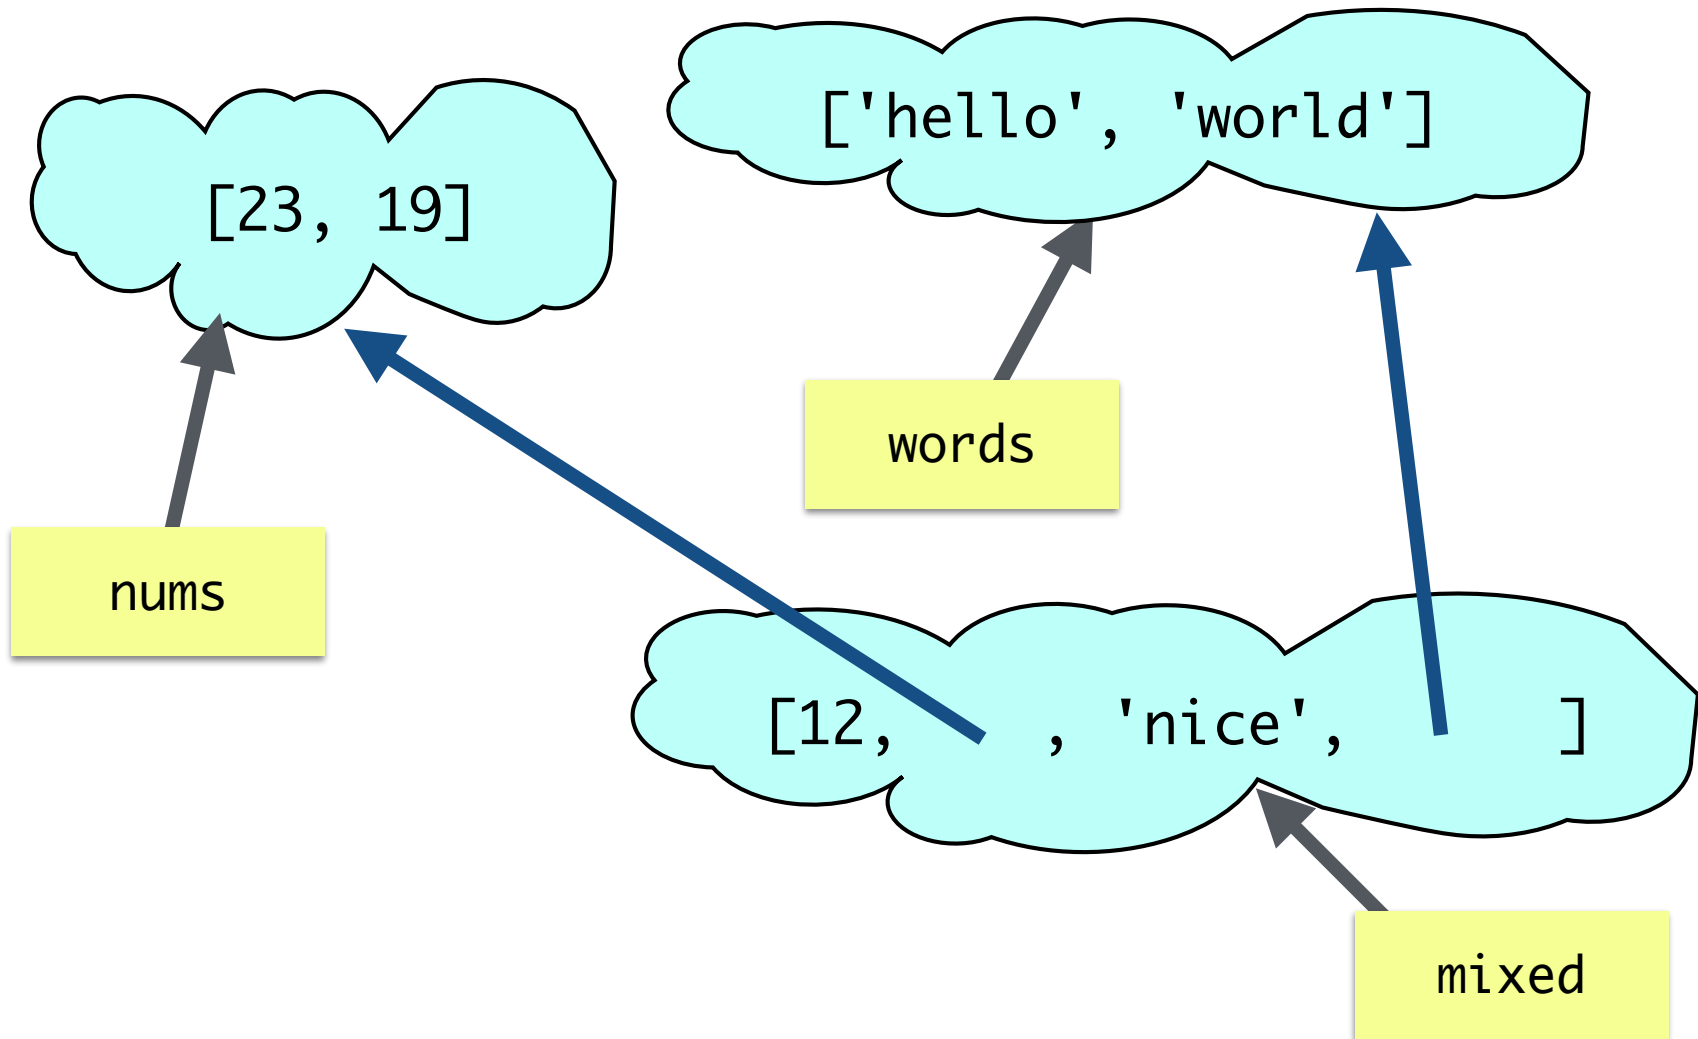 ['hello', 'world']
[23, 19]
words
nums
[12,    , 'nice',      ]
mixed